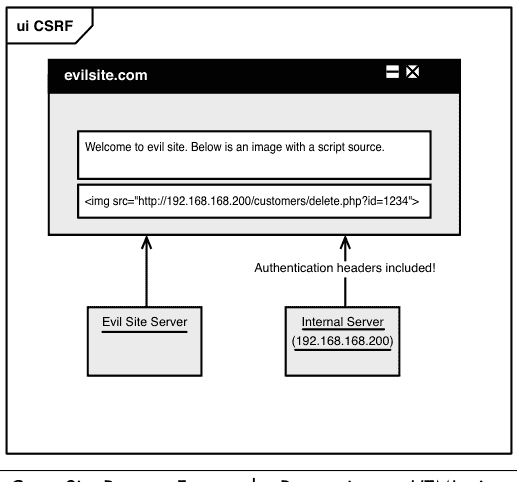 ui CSRF
evilsite.com
Welcome to evil site. Below is an image with a script source.
<img src="http://192.168.168.200/customers/delete.php?id=1234">
Authentication headers included!
Evil Site Server
Internal Server
(192.168.168.200)